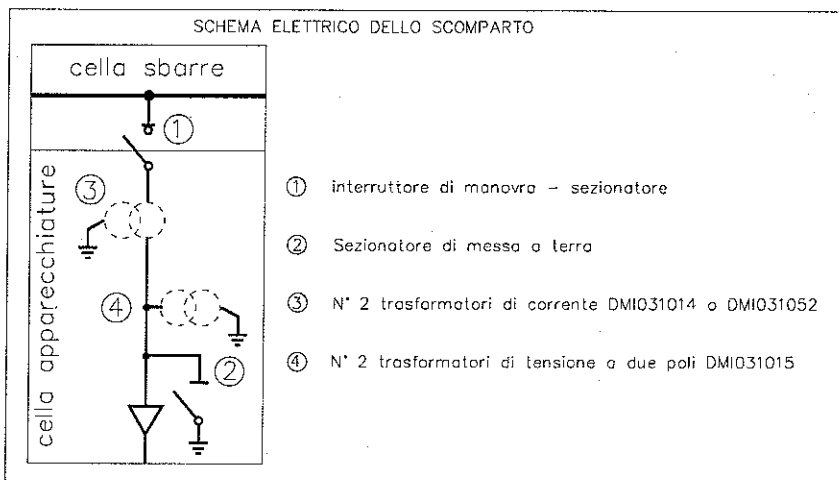 SCHEMA ELETTRICO DELLO SCOMPARTO
cella sbarre
1
3
cella apparecchiature
4
2
1 interruttore di manovra - sezionatore
2 Sezionatore di messa a terra
3 N° 2 trasformatori di corrente DMI031014 o DMI031052
4 N° 2 trasformatori di tensione a due poli DMI031015